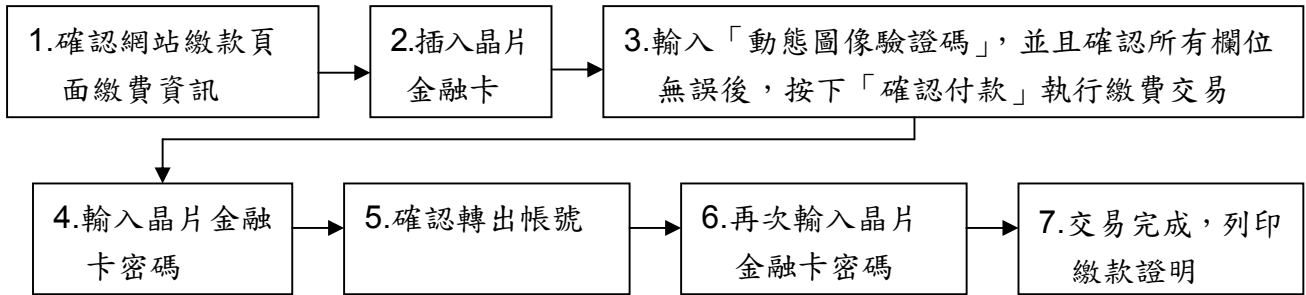 1.確認網站繳款頁
面繳費資訊
2.插入晶片
金融卡
3.輸入「動態圖像驗證碼」，並且確認所有欄位
無誤後，按下「確認付款」執行繳費交易
4.輸入晶片金融
卡密碼
5.確認轉出帳號
6.再次輸入晶片
金融卡密碼
7.交易完成，列印
繳款證明